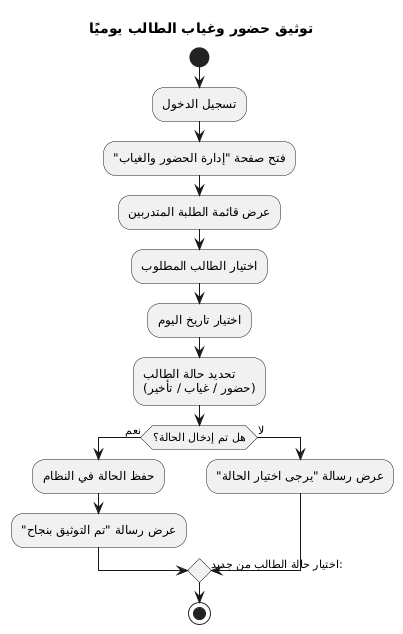 توثيق حضور وغياب الطالب يوميًا
تسجيل الدخول
فتح صفحة "إدارة الحضور والغياب"
عرض قائمة الطلبة المتدربين
اختيار الطالب المطلوب
اختيار تاريخ اليوم
تحديد حالة الطالب
(حضور / غياب / تأخير)
هل تم إدخال الحالة؟
نعم
لا
حفظ الحالة في النظام
عرض رسالة "يرجى اختيار الحالة"
عرض رسالة "تم التوثيق بنجاح"
اختيار حالة الطالب من جديد: